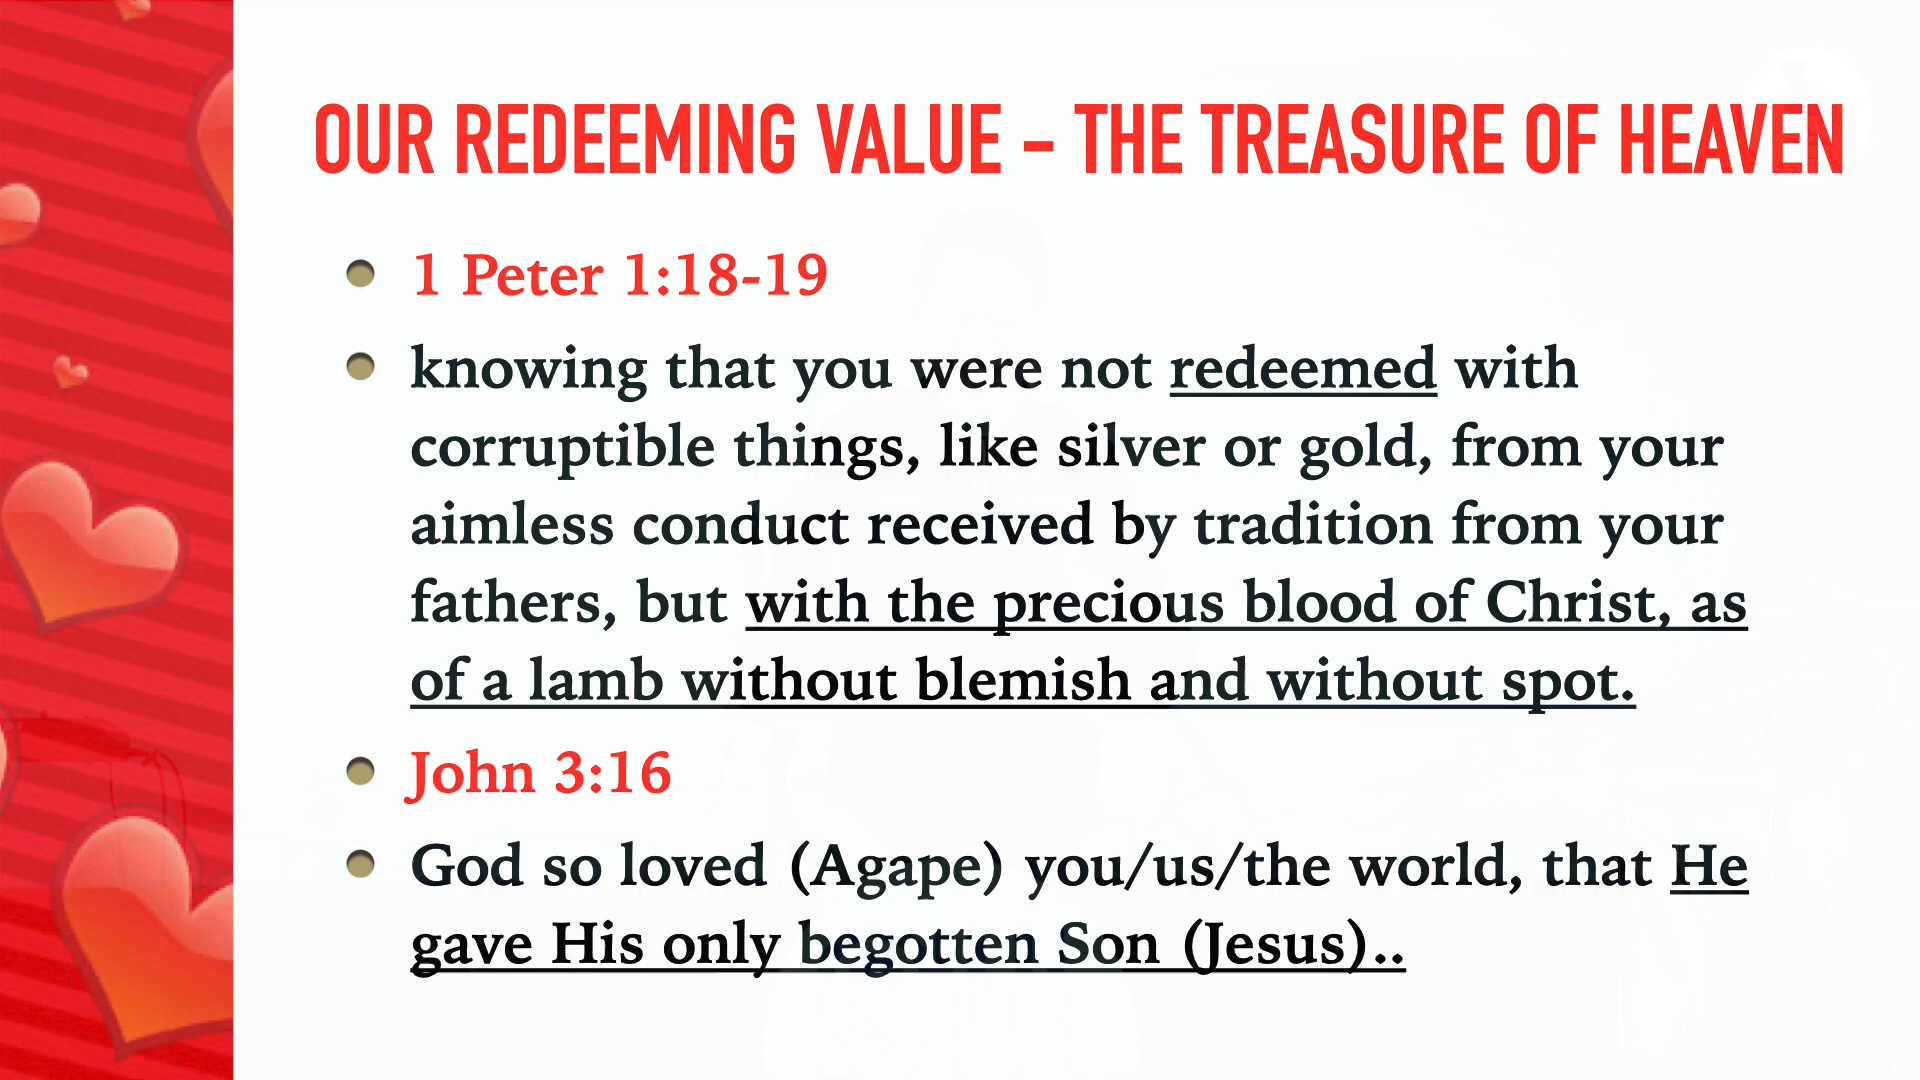 OUR REDEEMING VALUE - THE TREASURE OF HEAVEN
1 Peter 1:18-19
knowing that you were not redeemed with
corruptible things, like silver or gold, from your
aimless conduct received by tradition from your
fathers, but with the precious blood of Christ, as
of a lamb without blemish and without spot.
John 3:16
God so loved (Agape) you/us/the world, that He
gave His only begotten Son (Jesus)..